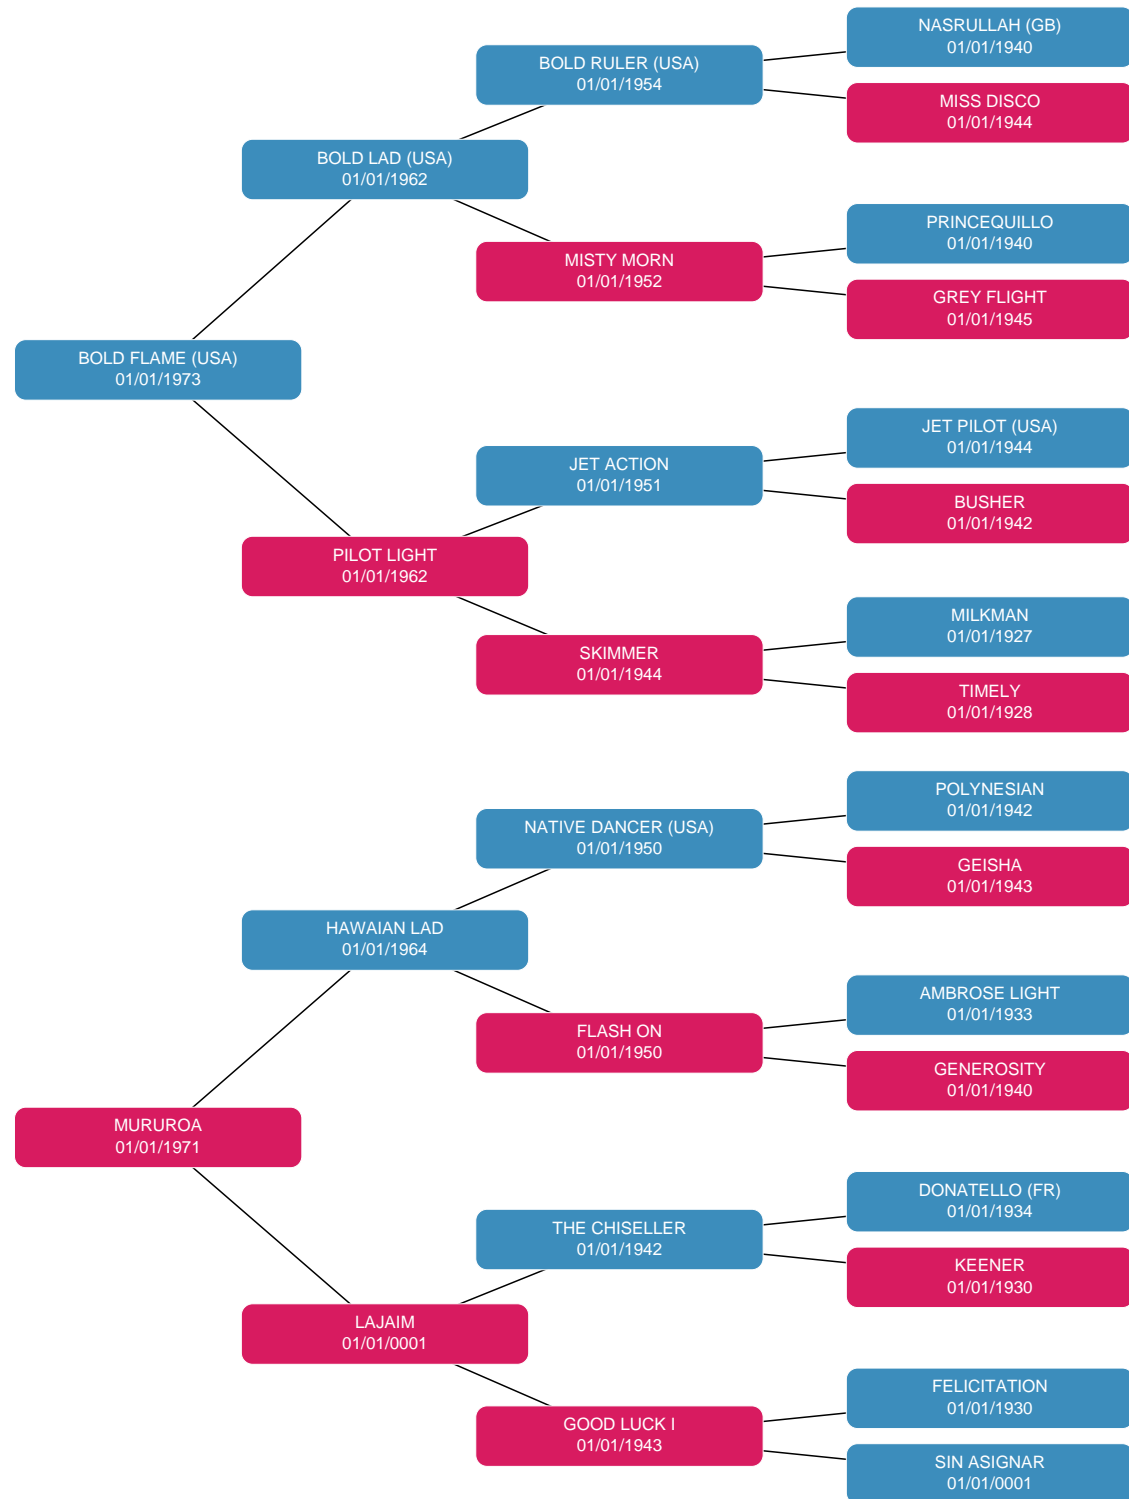 NASRULLAH (GB)
01/01/1940
BOLD RULER (USA)
01/01/1954
MISS DISCO
01/01/1944
BOLD LAD (USA)
01/01/1962
PRINCEQUILLO
01/01/1940
MISTY MORN
01/01/1952
GREY FLIGHT
01/01/1945
BOLD FLAME (USA)
01/01/1973
JET PILOT (USA)
01/01/1944
JET ACTION
01/01/1951
BUSHER
01/01/1942
PILOT LIGHT
01/01/1962
MILKMAN
01/01/1927
SKIMMER
01/01/1944
TIMELY
01/01/1928
POLYNESIAN
01/01/1942
NATIVE DANCER (USA)
01/01/1950
GEISHA
01/01/1943
HAWAIAN LAD
01/01/1964
AMBROSE LIGHT
01/01/1933
FLASH ON
01/01/1950
GENEROSITY
01/01/1940
MURUROA
01/01/1971
DONATELLO (FR)
01/01/1934
THE CHISELLER
01/01/1942
KEENER
01/01/1930
LAJAIM
01/01/0001
FELICITATION
01/01/1930
GOOD LUCK I
01/01/1943
SIN ASIGNAR
01/01/0001